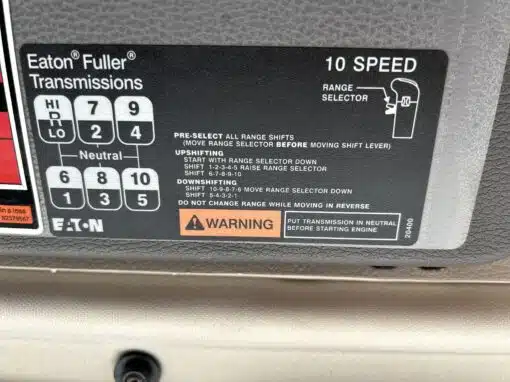 Eaton® Fuller®
Transmissions
10 SPEED
RANGE
SELECTOR
HI R LO
7 9
2 4
Neutral
6 8 10
1 3 5
EATON
PRE-SELECT ALL RANGE SHIFTS
(MOVE RANGE SELECTOR BEFORE MOVING SHIFT LEVER)
UPSHIFTING
START WITH RANGE SELECTOR DOWN
SHIFT 1-2-3-4-5 RAISE RANGE SELECTOR
SHIFT 6-7-8-9-10
DOWNSHIFTING
SHIFT 10-9-8-7-6 MOVE RANGE SELECTOR DOWN
SHIFT 5-4-3-2-1
DO NOT CHANGE RANGE WHILE MOVING IN REVERSE
WARNING
PUT TRANSMISSION IN NEUTRAL
BEFORE STARTING ENGINE
20400
in a loss
82379567